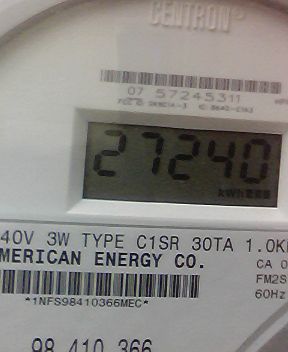 CENTRON
07 57245311
27240
kWh
40V 3W TYPE C1SR 30TA 1.0K
MERICAN ENERGY CO.
CA 0
FM2S
60Hz
*1NFS98410366MEC*
98 410 366